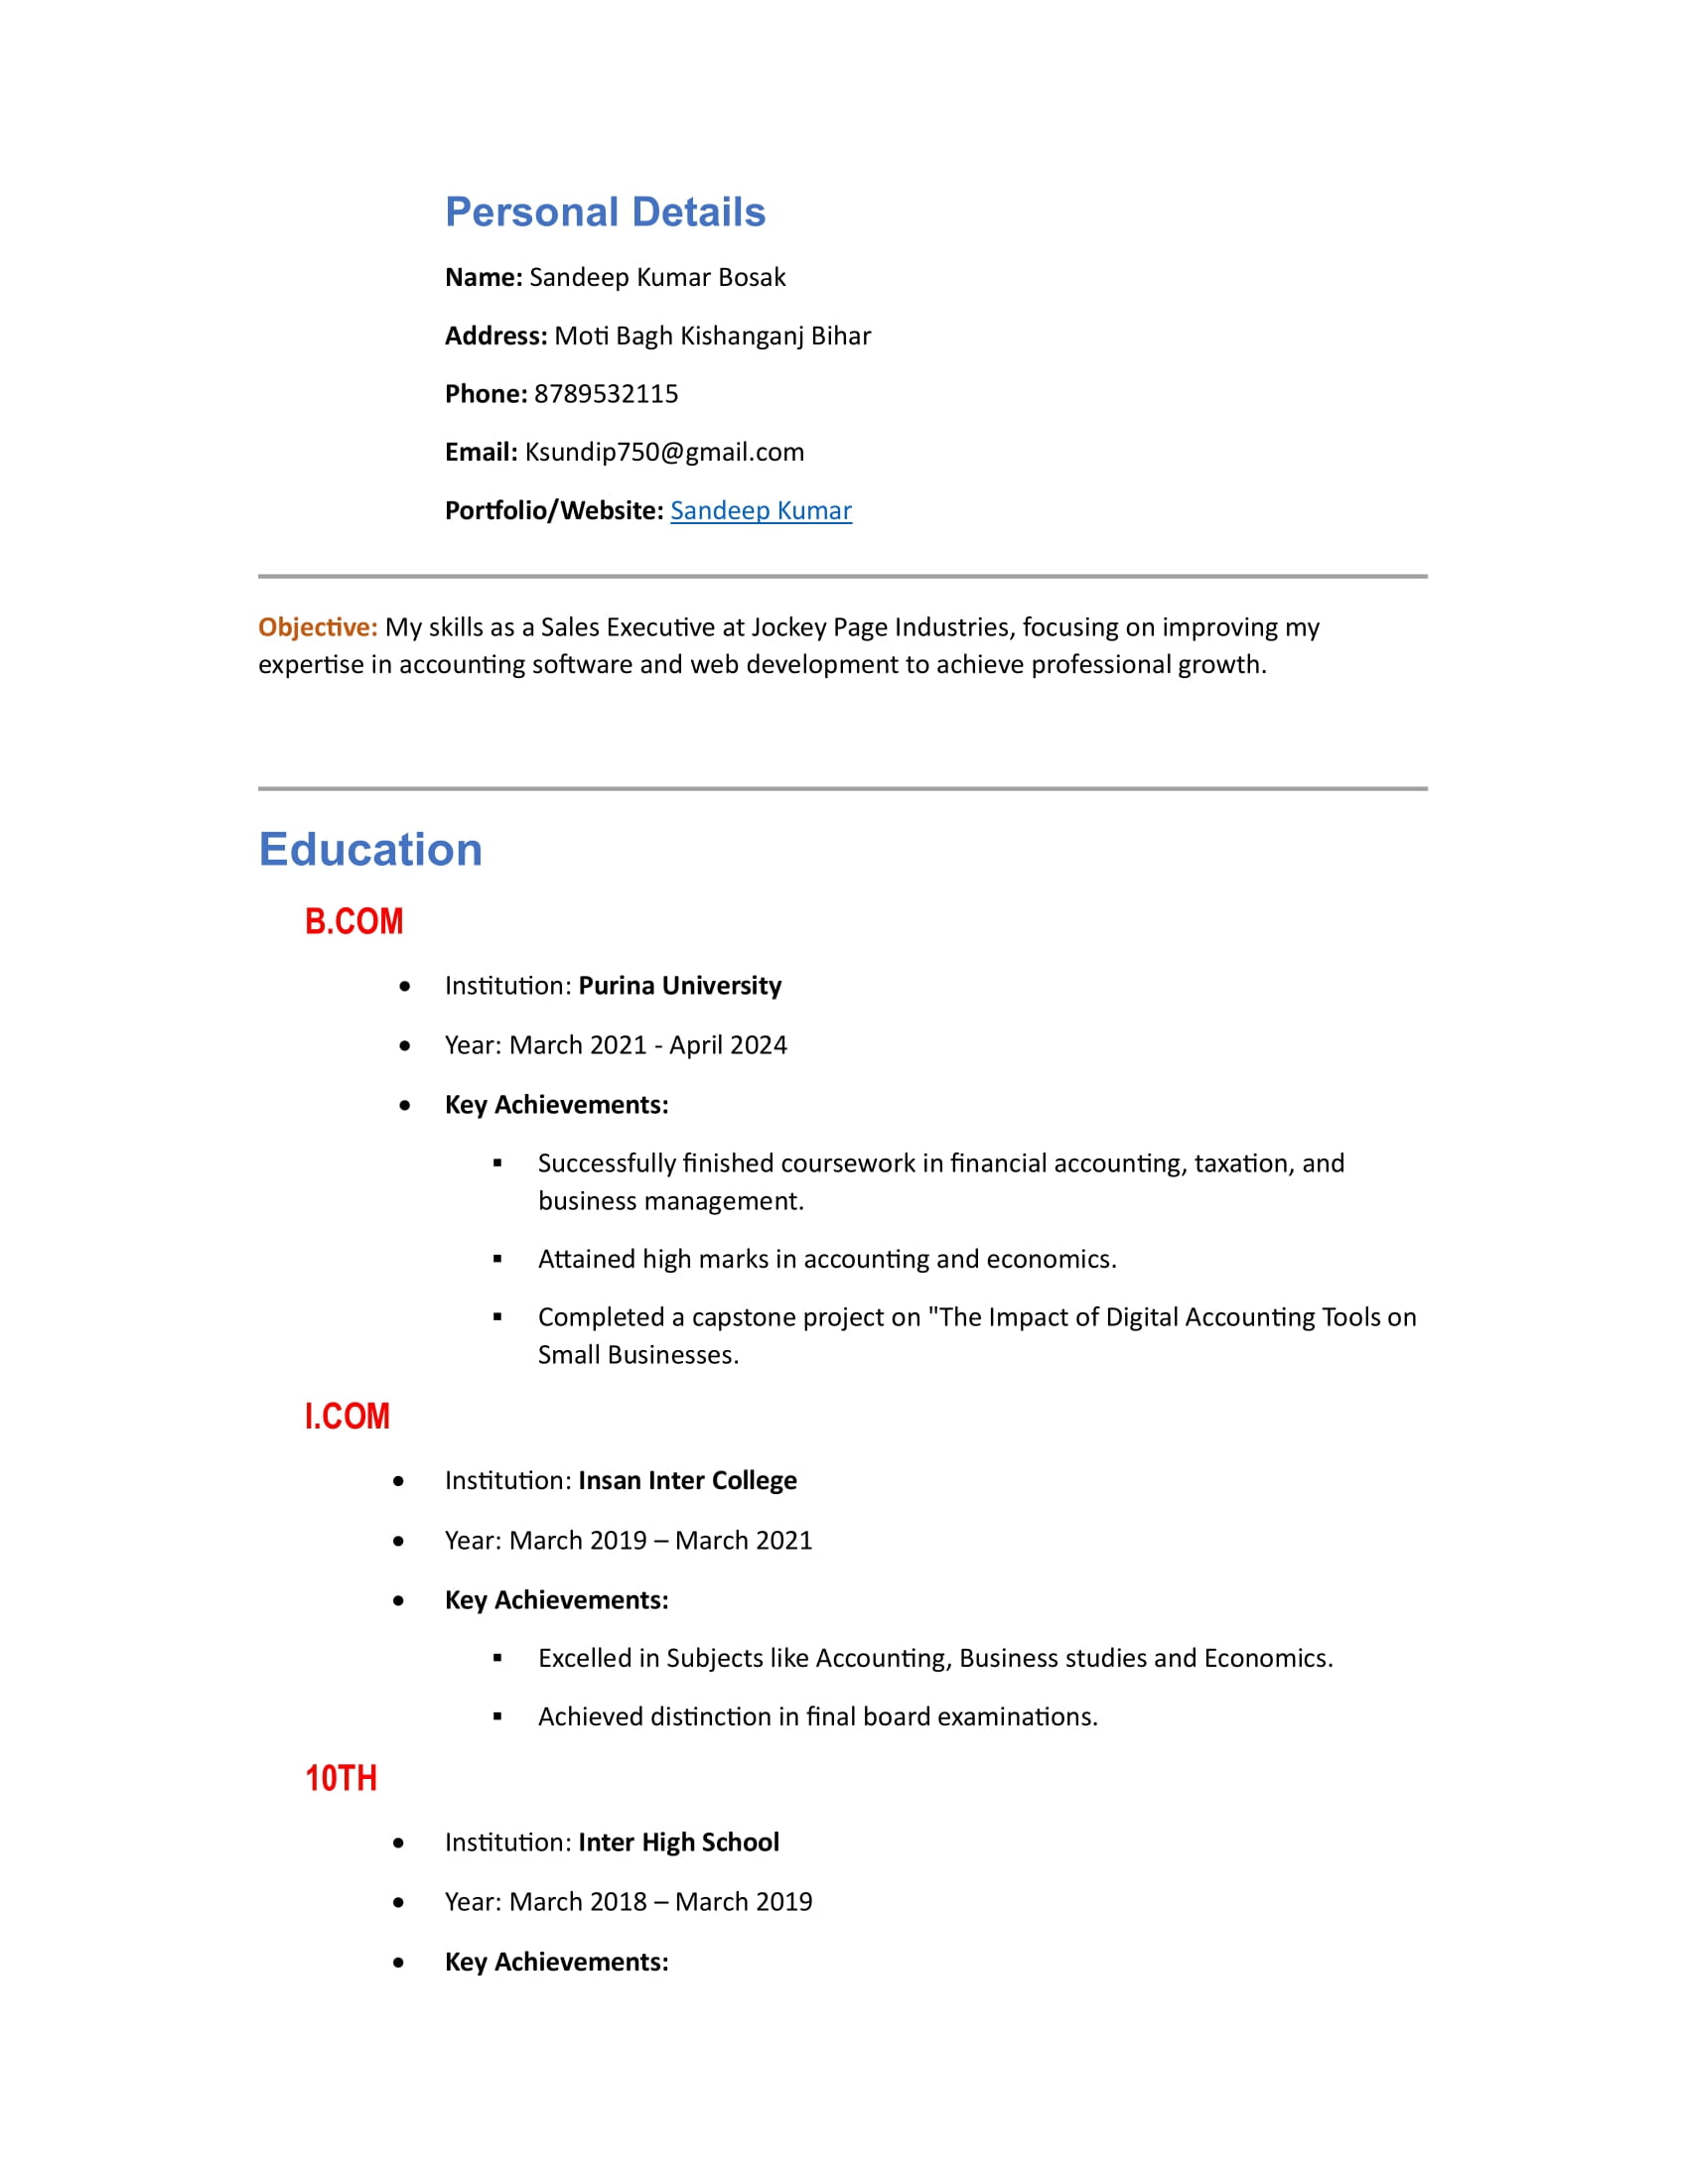 Personal Details
Name: Sandeep Kumar Bosak
Address: Moti Bagh Kishanganj Bihar
Phone: 8789532115
Email: Ksundip750@gmail.com
Portfolio/Website: Sandeep Kumar
Objective: My skills as a Sales Executive at Jockey Page Industries, focusing on improving my
expertise in accounting software and web development to achieve professional growth.
Education
B.COM
• Institution: Purina University
• Year: March 2021 - April 2024
• Key Achievements:
▪ Successfully finished coursework in financial accounting, taxation, and
business management.
▪ Attained high marks in accounting and economics.
▪ Completed a capstone project on "The Impact of Digital Accounting Tools on
Small Businesses.
I.COM
• Institution: Insan Inter College
• Year: March 2019 – March 2021
• Key Achievements:
▪ Excelled in Subjects like Accounting, Business studies and Economics.
▪ Achieved distinction in final board examinations.
10TH
• Institution: Inter High School
• Year: March 2018 – March 2019
• Key Achievements: